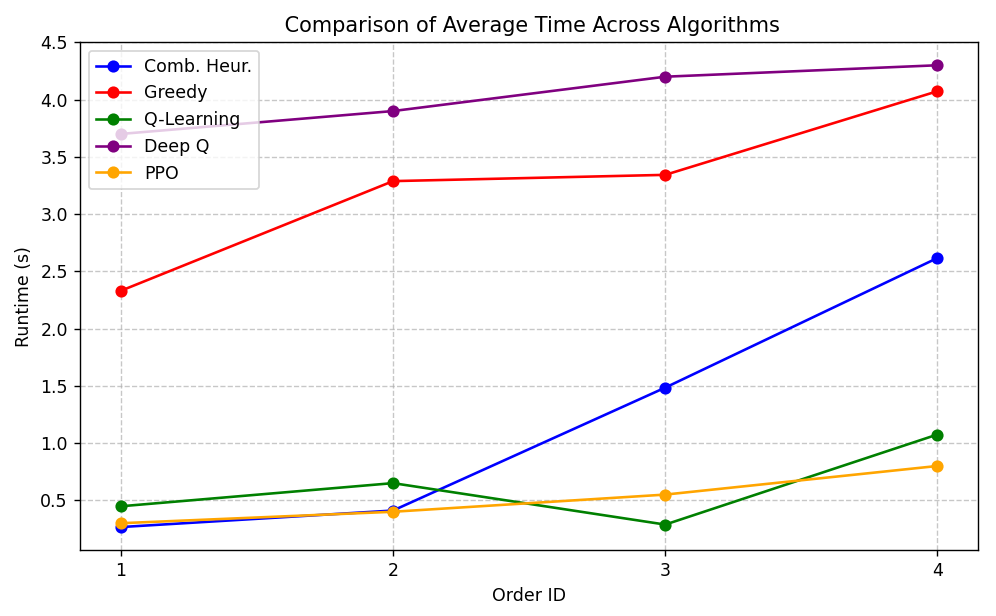 Comparison of Average Time Across Algorithms
Comb. Heur.
Greedy
Q-Learning
Deep Q
PPO
Runtime (s)
4.5
4.0
3.5
3.0
2.5
2.0
1.5
1.0
0.5
1 2 3 4
Order ID